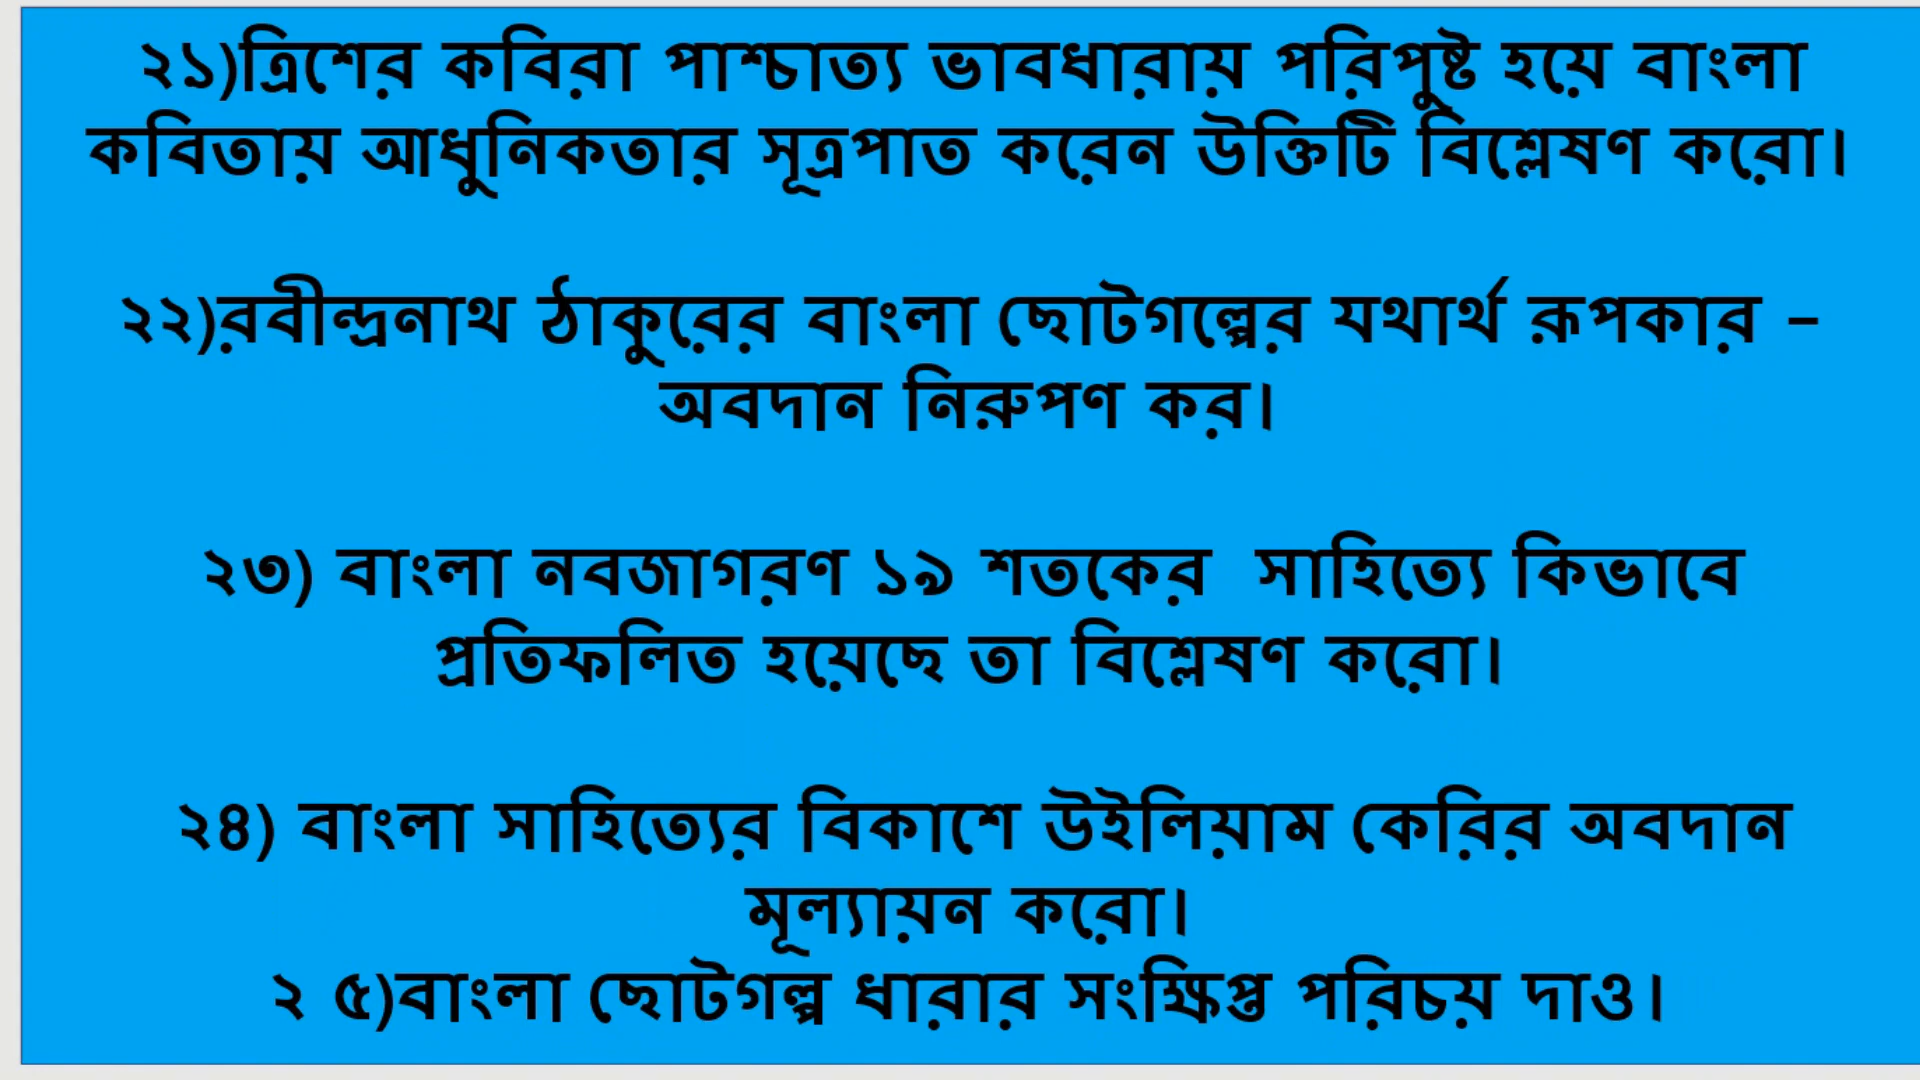 ২১)ত্রিশের কবিরা পাশ্চাত্য ভাবধারায় পরিপুষ্ট হয়ে বাংলা
কবিতায় আধুনিকতার সূত্রপাত করেন উক্তিটি বিশ্লেষণ করো।
২২)রবীন্দ্রনাথ ঠাকুরের বাংলা ছোটগল্পের যথার্থ রূপকার –
অবদান নিরুপণ কর।
২৩) বাংলা নবজাগরণ ১৯ শতকের সাহিত্যে কিভাবে
প্রতিফলিত হয়েছে তা বিশ্লেষণ করো।
২৪) বাংলা সাহিত্যের বিকাশে উইলিয়াম কেরির অবদান
মূল্যায়ন করো।
২ ৫)বাংলা ছোটগল্প ধারার সংক্ষিপ্ত পরিচয় দাও।